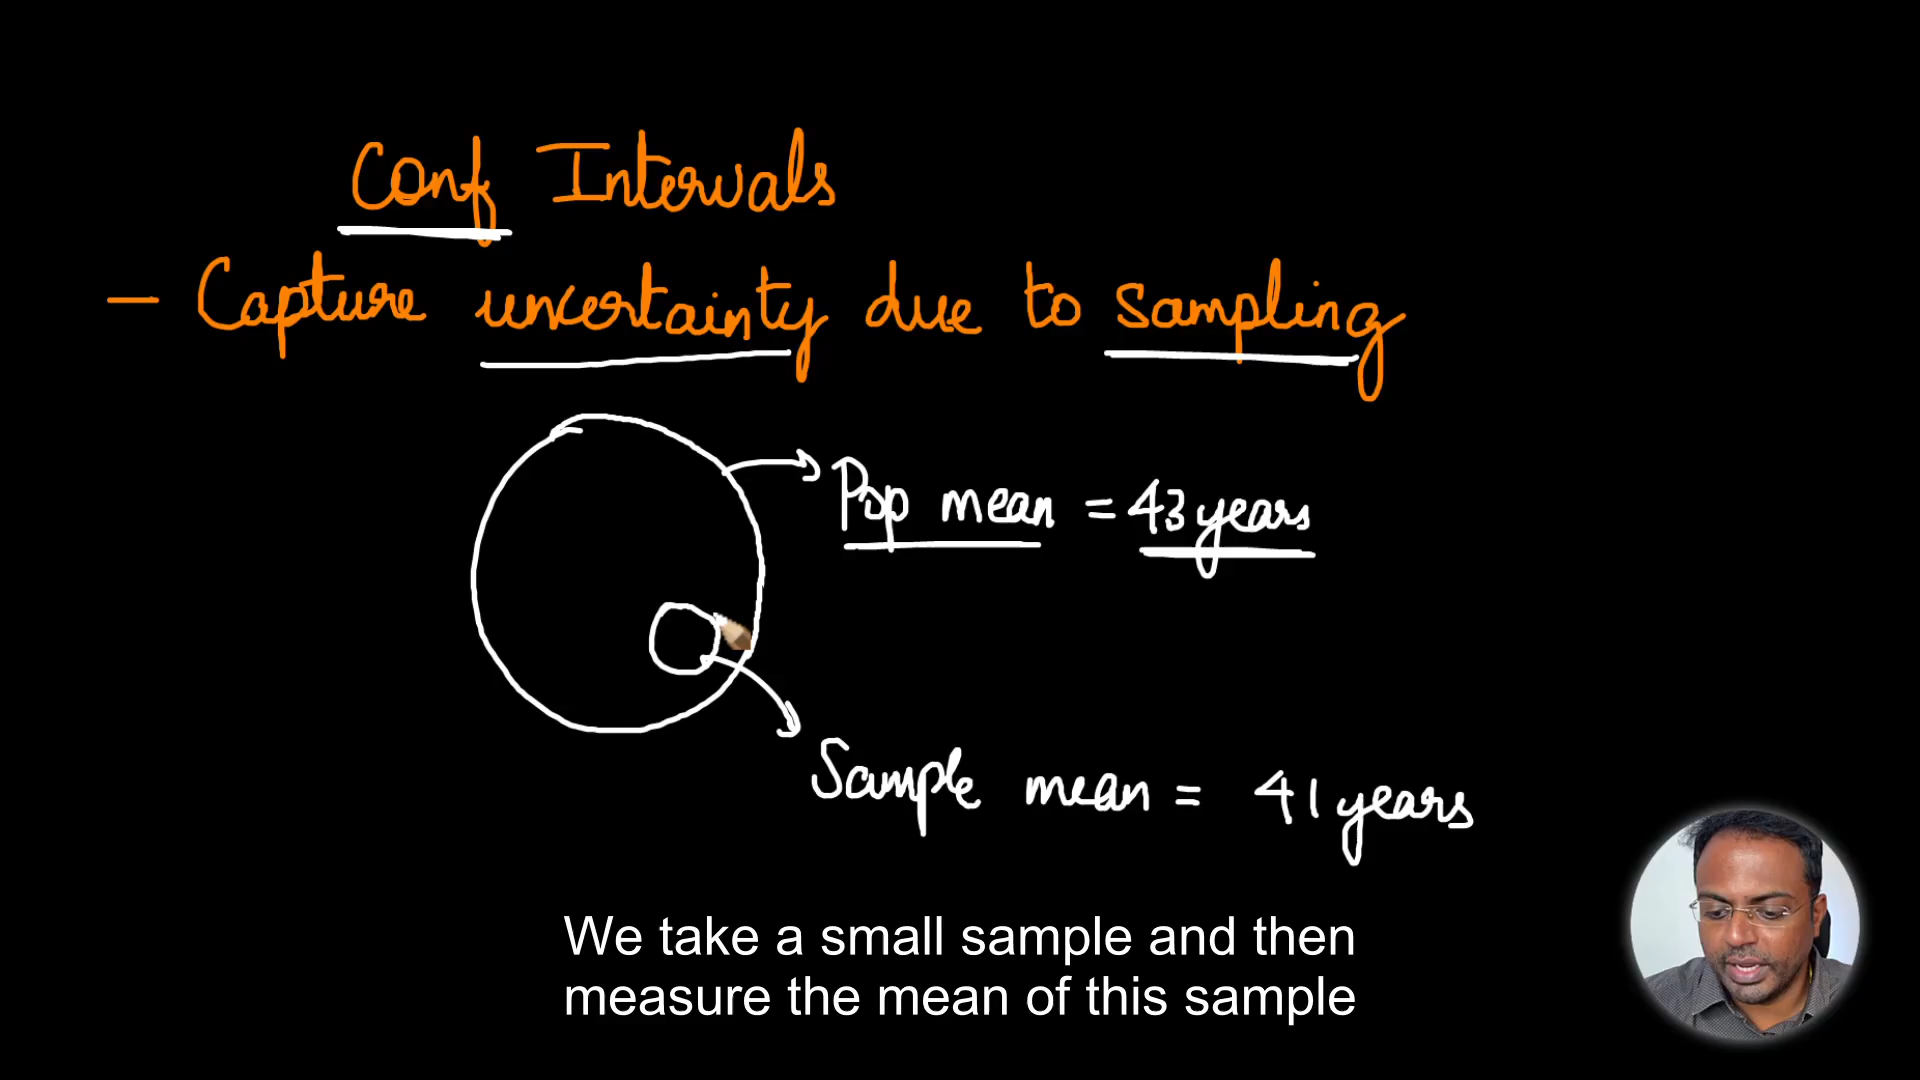 Conf Intervals
- Capture uncertainty due to sampling
Pop mean = 43 years
Sample mean = 41 years
We take a small sample and then
measure the mean of this sample